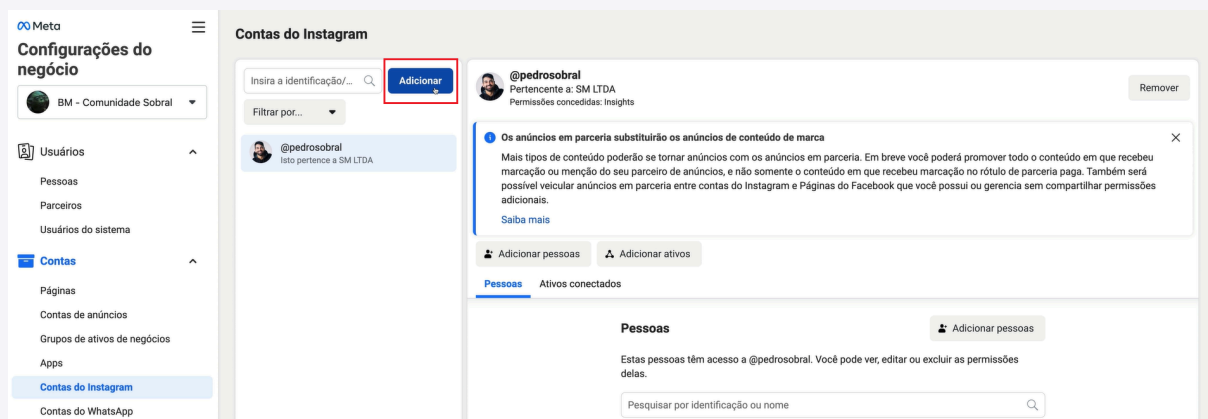 Meta
Configurações do
negócio
BM - Comunidade Sobral
Usuários
Pessoas
Parceiros
Usuários do sistema
Contas
Páginas
Contas de anúncios
Grupos de ativos de negócios
Apps
Contas do Instagram
Contas do WhatsApp
Contas do Instagram
Insira a identificação/...
Adicionar
Filtrar por...
@pedrosobral
Isto pertence a SM LTDA
@pedrosobral
Pertencente a: SM LTDA
Permissões concedidas: Insights
Remover
Os anúncios em parceria substituirão os anúncios de conteúdo de marca
Mais tipos de conteúdo poderão se tornar anúncios com os anúncios em parceria. Em breve você poderá promover todo o conteúdo em que recebeu
marcação ou menção do seu parceiro de anúncios, e não somente o conteúdo em que recebeu marcação no rótulo de parceria paga. Também será
possível veicular anúncios em parceria entre contas do Instagram e Páginas do Facebook que você possui ou gerencia sem compartilhar permissões
adicionais.
Saiba mais
Adicionar pessoas
Adicionar ativos
Pessoas
Ativos conectados
Pessoas
Adicionar pessoas
Estas pessoas têm acesso a @pedrosobral. Você pode ver, editar ou excluir as permissões
delas.
Pesquisar por identificação ou nome